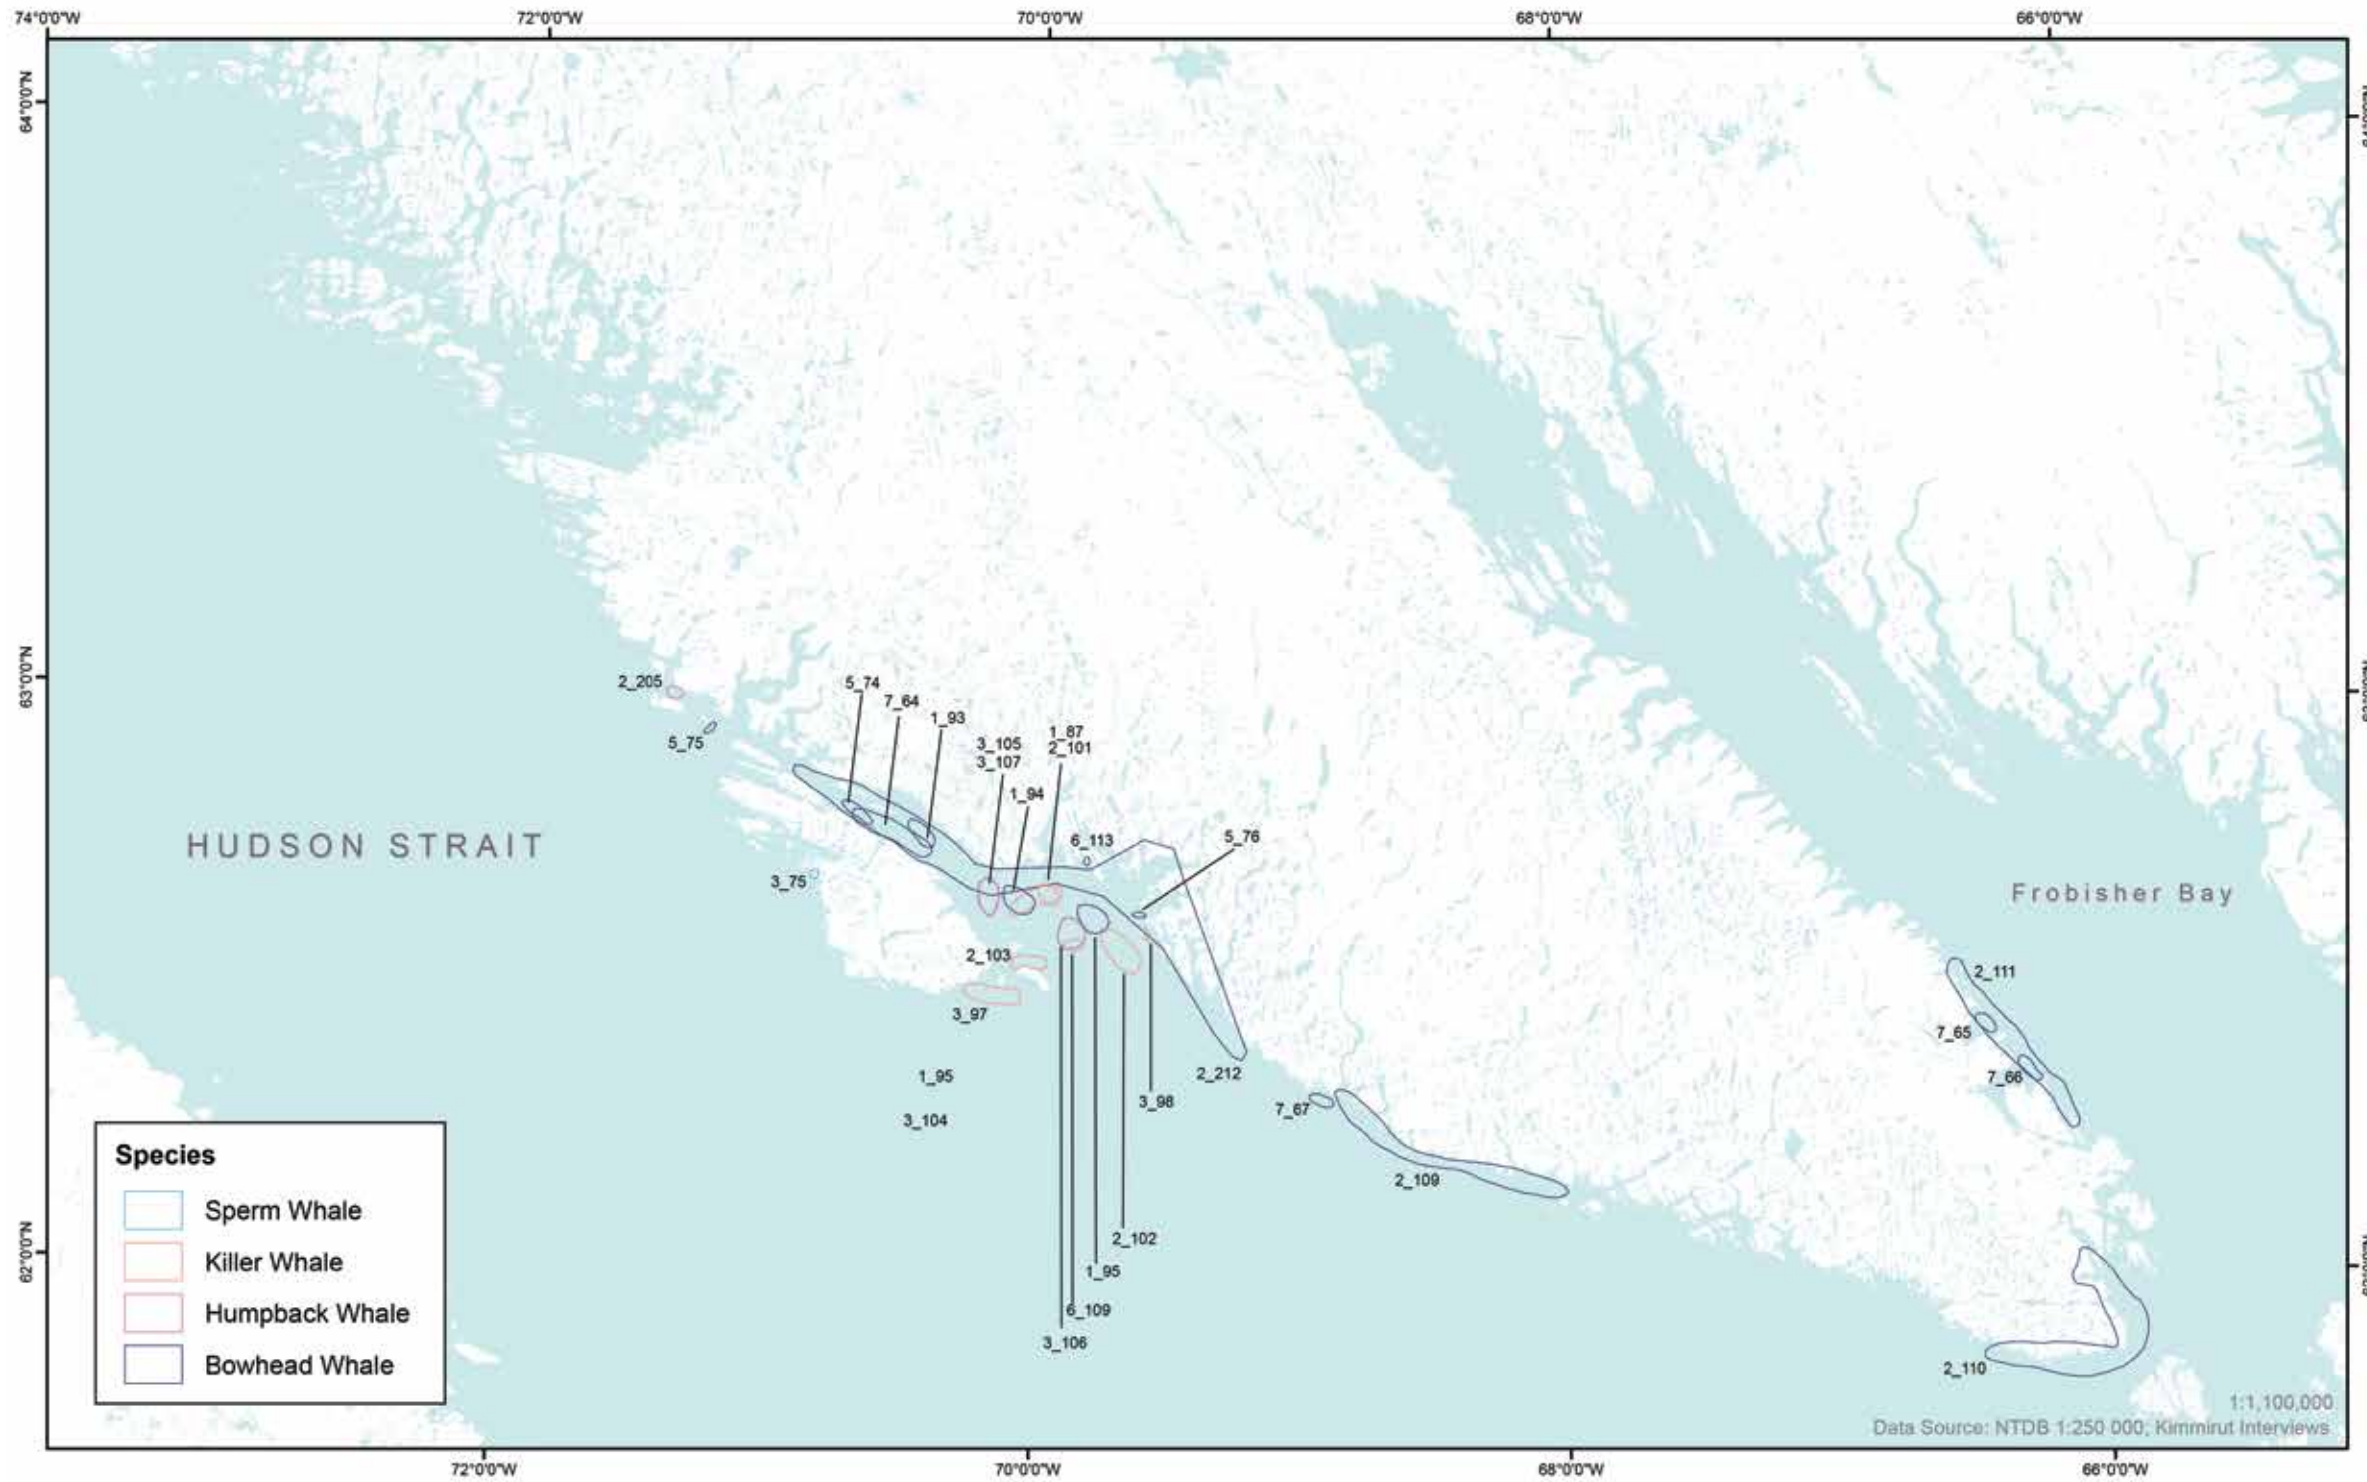 74°0'0"W
72°0'0"W
70°0'0"W
68°0'0"W
66°0'0"W
64°0'0"N
63°0'0"N
62°0'0"N
2_205
5_75
5_74
7_64
1_93
3_105
3_107
1_87
2_101
1_94
6_113
5_76
HUDSON STRAIT
3_75
Frobisher Bay
2_103
3_97
2_111
7_65
7_66
1_95
3_104
2_212
3_98
7_67
2_109
2_102
1_95
6_109
3_106
2_110
Species
Sperm Whale
Killer Whale
Humpback Whale
Bowhead Whale
1:1,100,000
Data Source: NTDB 1:250 000; Kimmirut Interviews
72°0'0"W
70°0'0"W
68°0'0"W
66°0'0"W